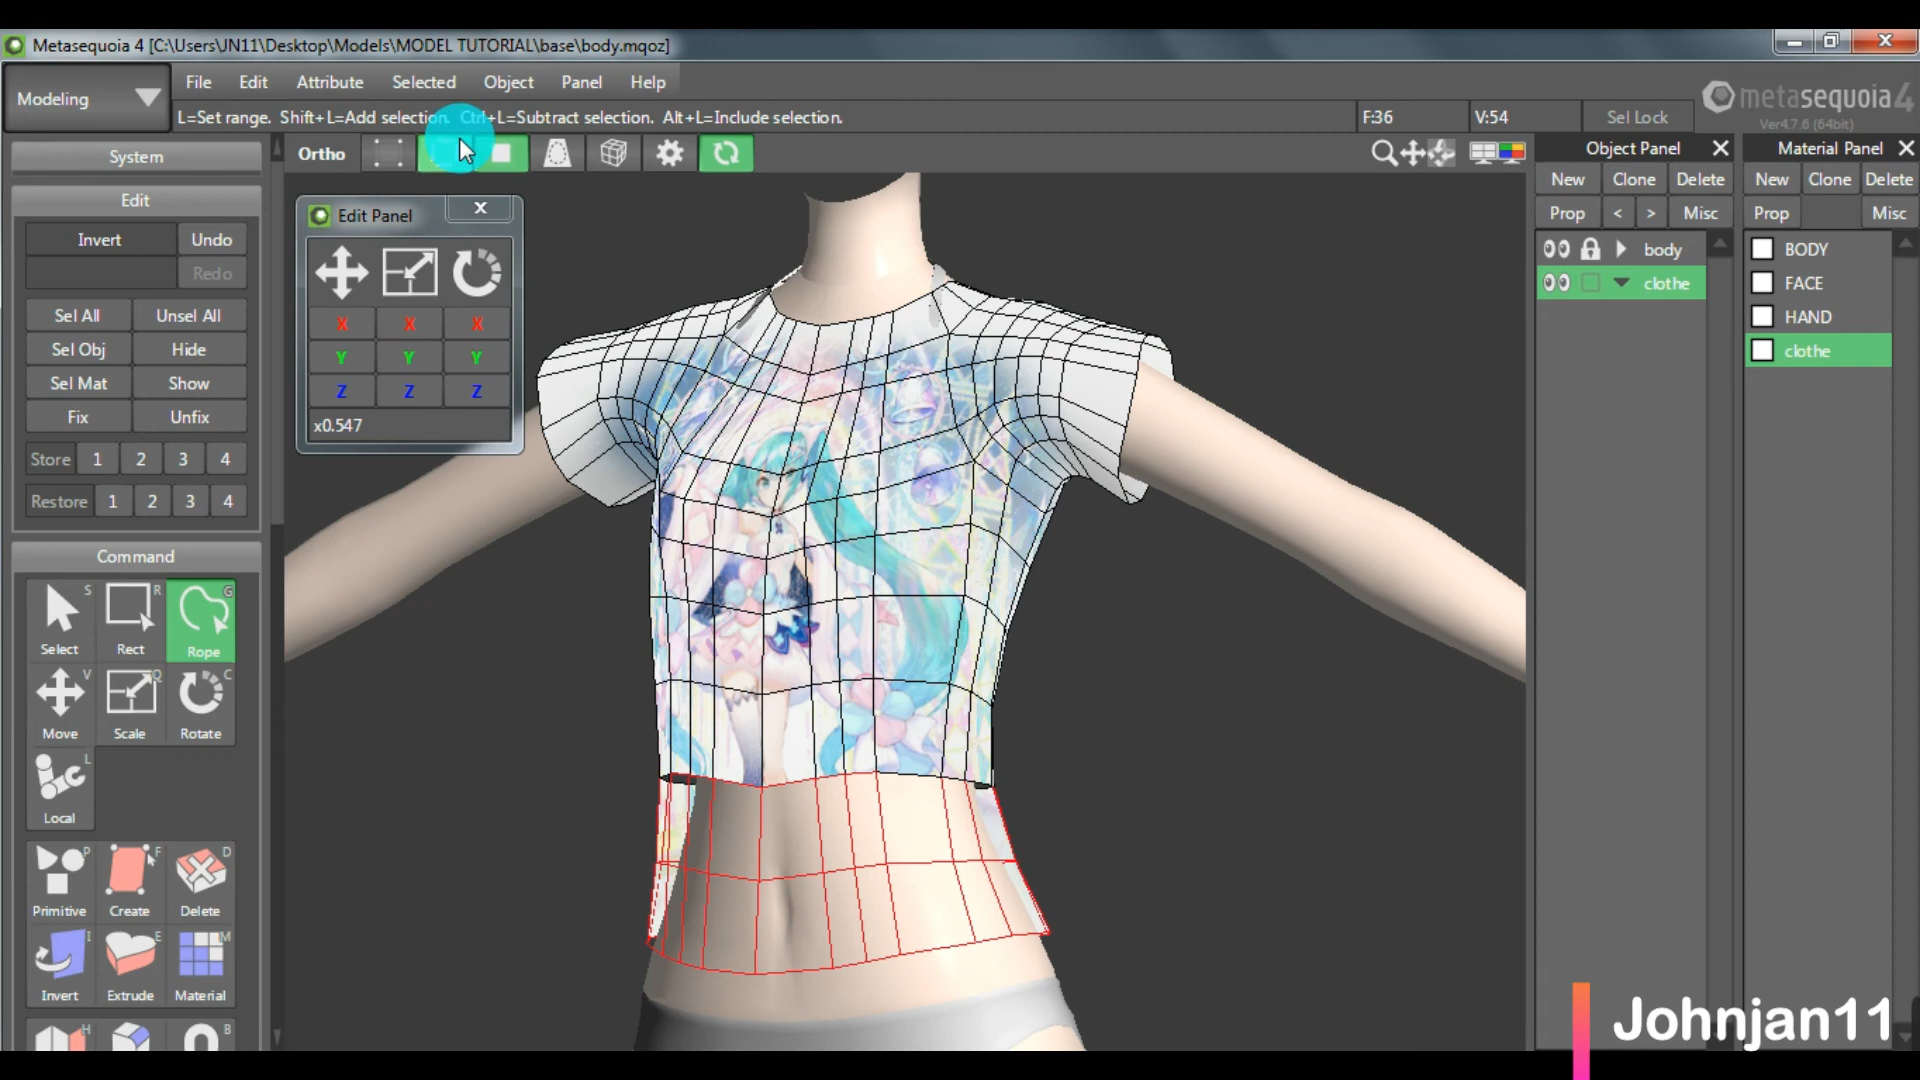 Metasequoia 4 [C:\Users\JN11\Desktop\Models\MODEL TUTORIAL\base\body.mqoz]
Modeling
File Edit Attribute Selected Object Panel Help
L=Set range. Shift+L=Add selection. Ctrl+L=Subtract selection. Alt+L=Include selection.
F:36 V:54 Sel Lock
metasequoia 4
Ver4.7.6 (64bit)
System
Ortho
Object Panel
Material Panel
New Clone Delete
New Clone Delete
Prop < > Misc
Prop Misc
body
clothe
BODY
FACE
HAND
clothe
Edit
Invert Undo
Redo
Sel All Unsel All
Sel Obj Hide
Sel Mat Show
Fix Unfix
Store 1 2 3 4
Restore 1 2 3 4
Edit Panel X
X X X
Y Y Y
Z Z Z
x0.547
Command
S R G
Select Rect Rope
V Q C
Move Scale Rotate
L
Local
P F D
Primitive Create Delete
I E M
Invert Extrude Material
H B
Johnjan11